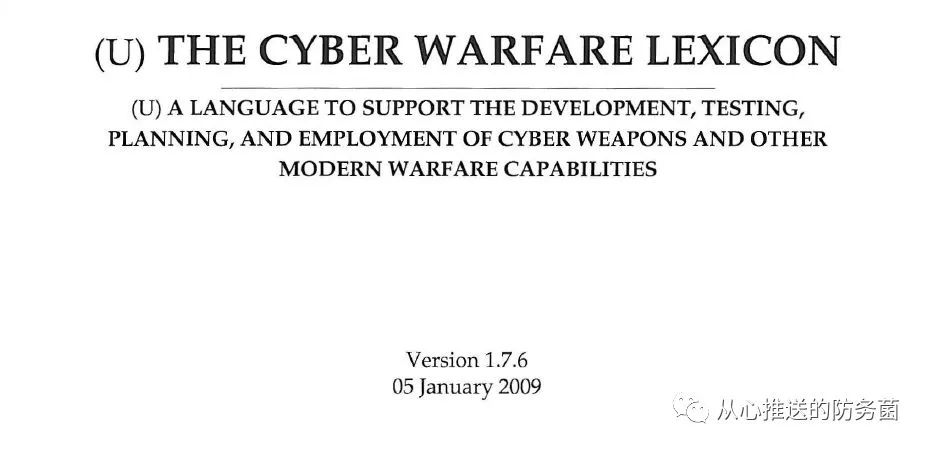 (U) THE CYBER WARFARE LEXICON
(U) A LANGUAGE TO SUPPORT THE DEVELOPMENT, TESTING,
PLANNING, AND EMPLOYMENT OF CYBER WEAPONS AND OTHER
MODERN WARFARE CAPABILITIES
Version 1.7.6
05 January 2009
从心推送的防务菌